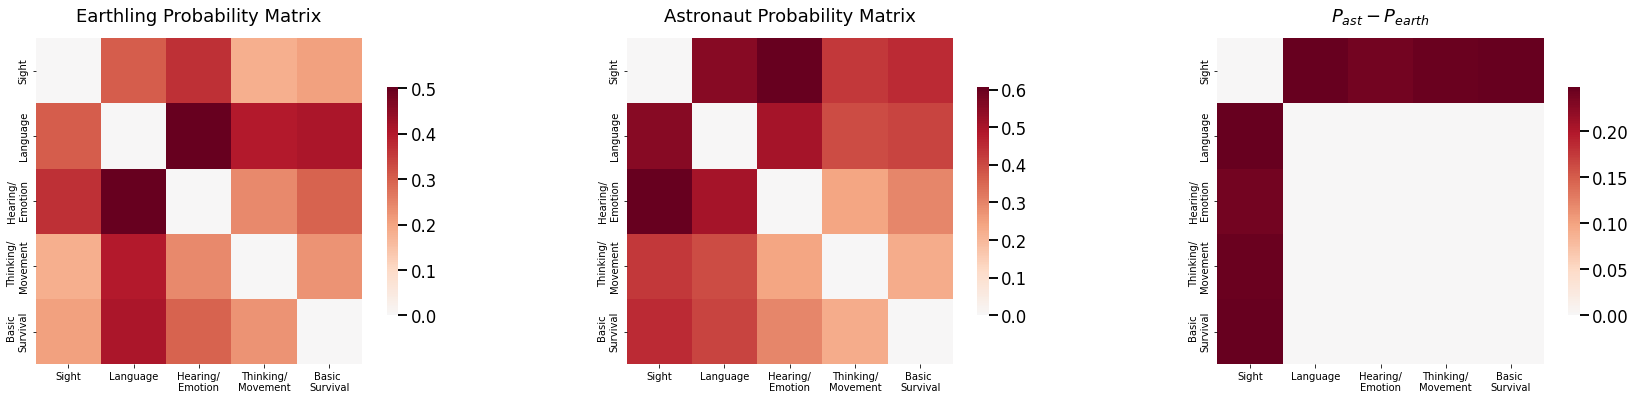 Earthling Probability Matrix
Sight
Language
Hearing/
Emotion
Thinking/
Movement
Basic
Survival
Sight
Language
Hearing/
Emotion
Thinking/
Movement
Basic
Survival
0.5
0.4
0.3
0.2
0.1
0.0
Astronaut Probability Matrix
Sight
Language
Hearing/
Emotion
Thinking/
Movement
Basic
Survival
Sight
Language
Hearing/
Emotion
Thinking/
Movement
Basic
Survival
0.6
0.5
0.4
0.3
0.2
0.1
0.0
P_ast − P_earth
Sight
Language
Hearing/
Emotion
Thinking/
Movement
Basic
Survival
Sight
Language
Hearing/
Emotion
Thinking/
Movement
Basic
Survival
0.20
0.15
0.10
0.05
0.00